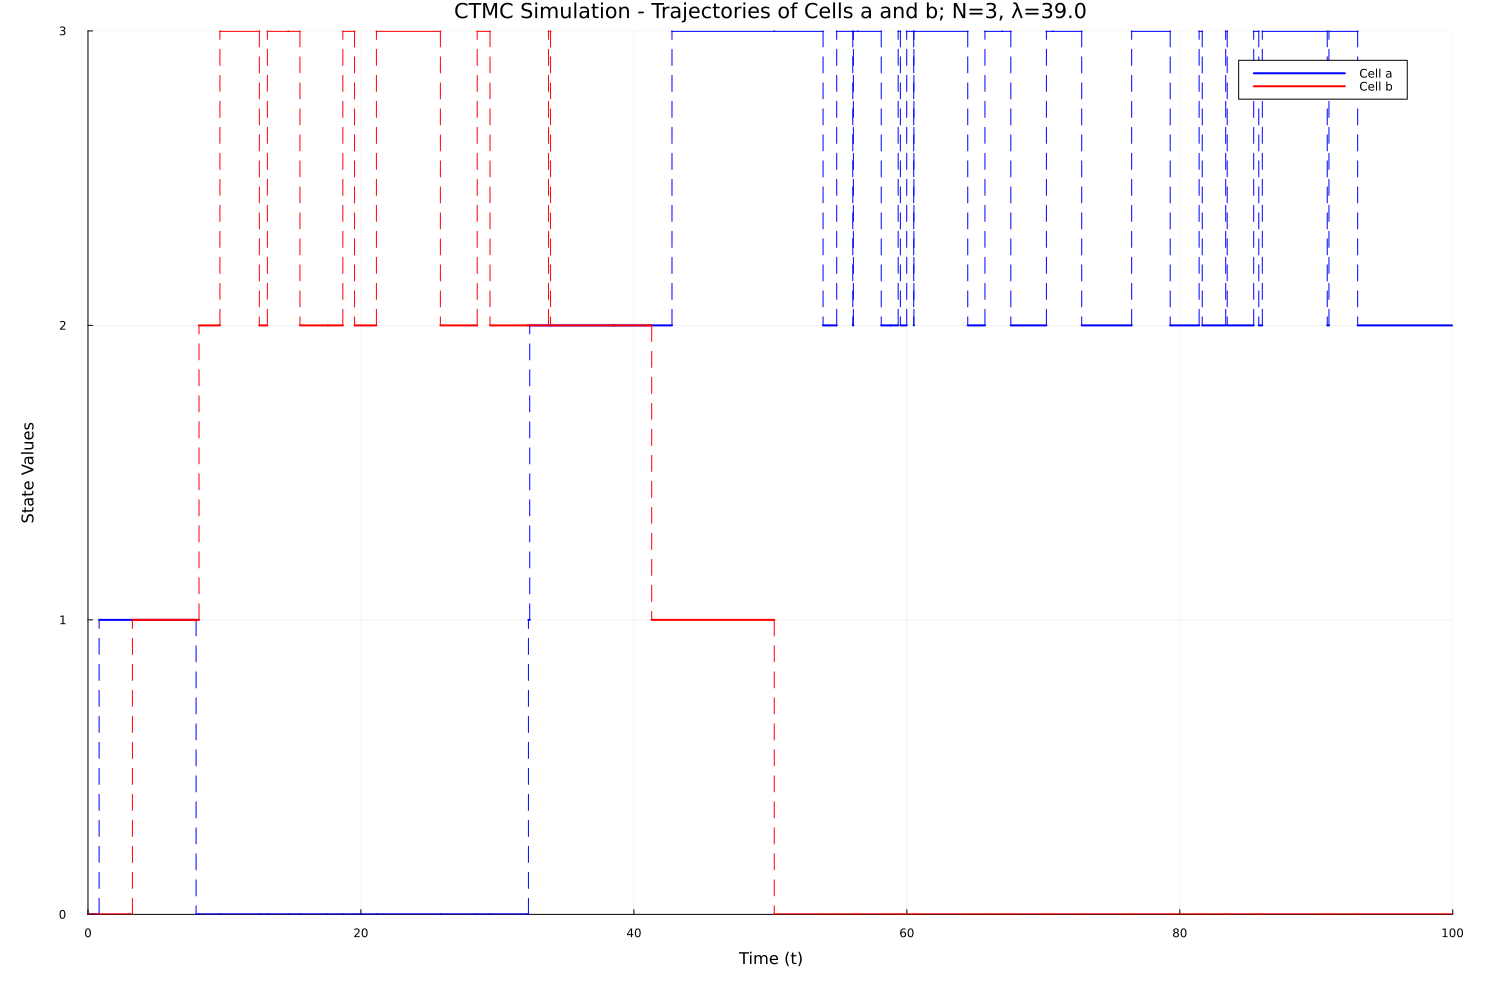 CTMC Simulation - Trajectories of Cells a and b; N=3, λ=39.0
3
Cell a
Cell b
2
State Values
1
0
0 20 40 60 80 100
Time (t)